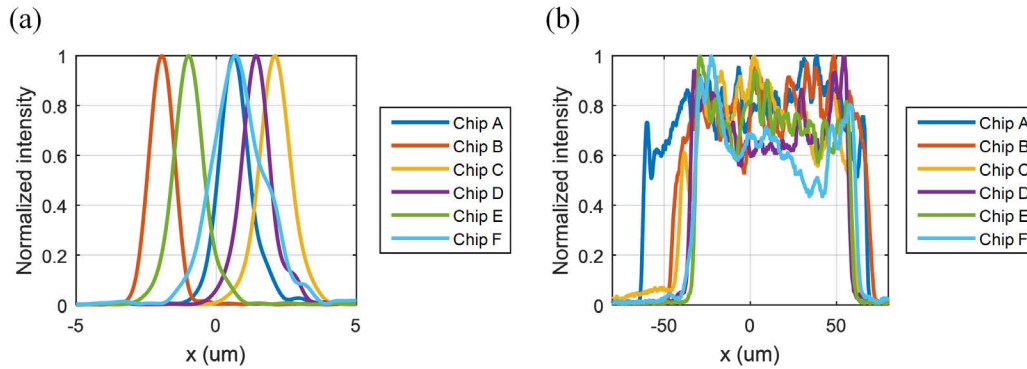 (a)
Normalized intensity
1
0.8
0.6
0.4
0.2
0
-5
0
5
x (um)
Chip A
Chip B
Chip C
Chip D
Chip E
Chip F
(b)
Normalized intensity
1
0.8
0.6
0.4
0.2
0
-50
0
50
x (um)
Chip A
Chip B
Chip C
Chip D
Chip E
Chip F